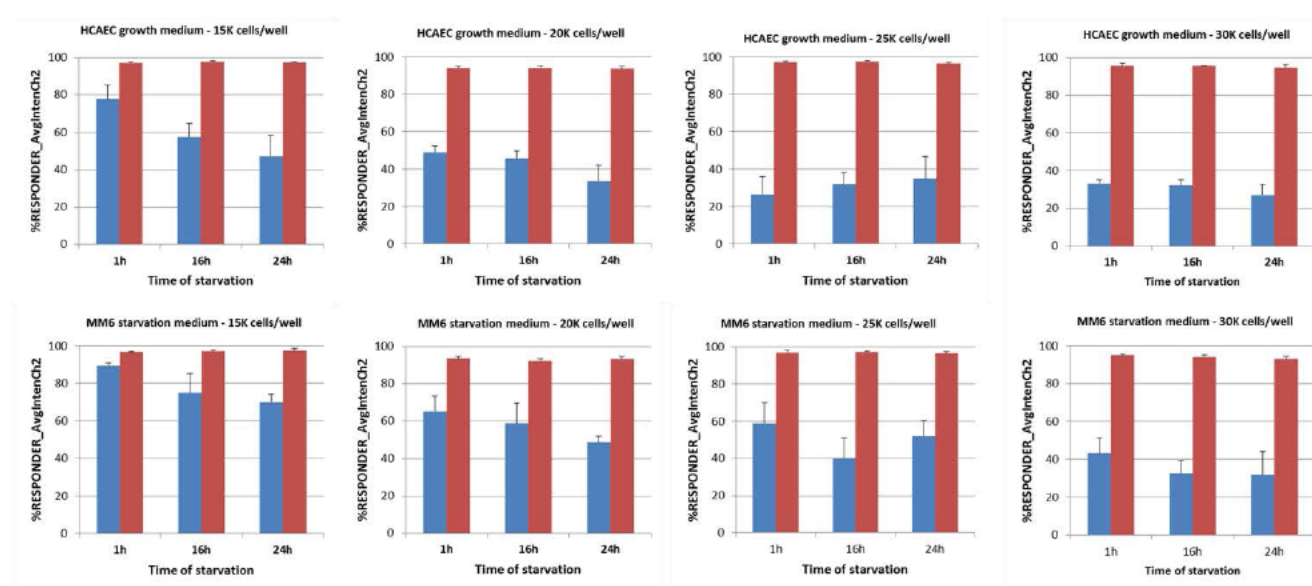 HCAEC growth medium - 15K cells/well
%RESPONDER_AvgIntenCh2
100
80
60
40
20
0
1h 16h 24h
Time of starvation
HCAEC growth medium - 20K cells/well
%RESPONDER_AvgIntenCh2
100
80
60
40
20
0
1h 16h 24h
Time of starvation
HCAEC growth medium - 25K cells/well
%RESPONDER_AvgIntenCh2
100
80
60
40
20
0
1h 16h 24h
Time of starvation
HCAEC growth medium - 30K cells/well
%RESPONDER_AvgIntenCh2
100
80
60
40
20
0
1h 16h 24h
Time of starvation
MM6 starvation medium - 15K cells/well
%RESPONDER_AvgIntenCh2
100
80
60
40
20
0
1h 16h 24h
Time of starvation
MM6 starvation medium - 20K cells/well
%RESPONDER_AvgIntenCh2
100
80
60
40
20
0
1h 16h 24h
Time of starvation
MM6 starvation medium - 25K cells/well
%RESPONDER_AvgIntenCh2
100
80
60
40
20
0
1h 16h 24h
Time of starvation
MM6 starvation medium - 30K cells/well
%RESPONDER_AvgIntenCh2
100
80
60
40
20
0
1h 16h 24h
Time of starvation